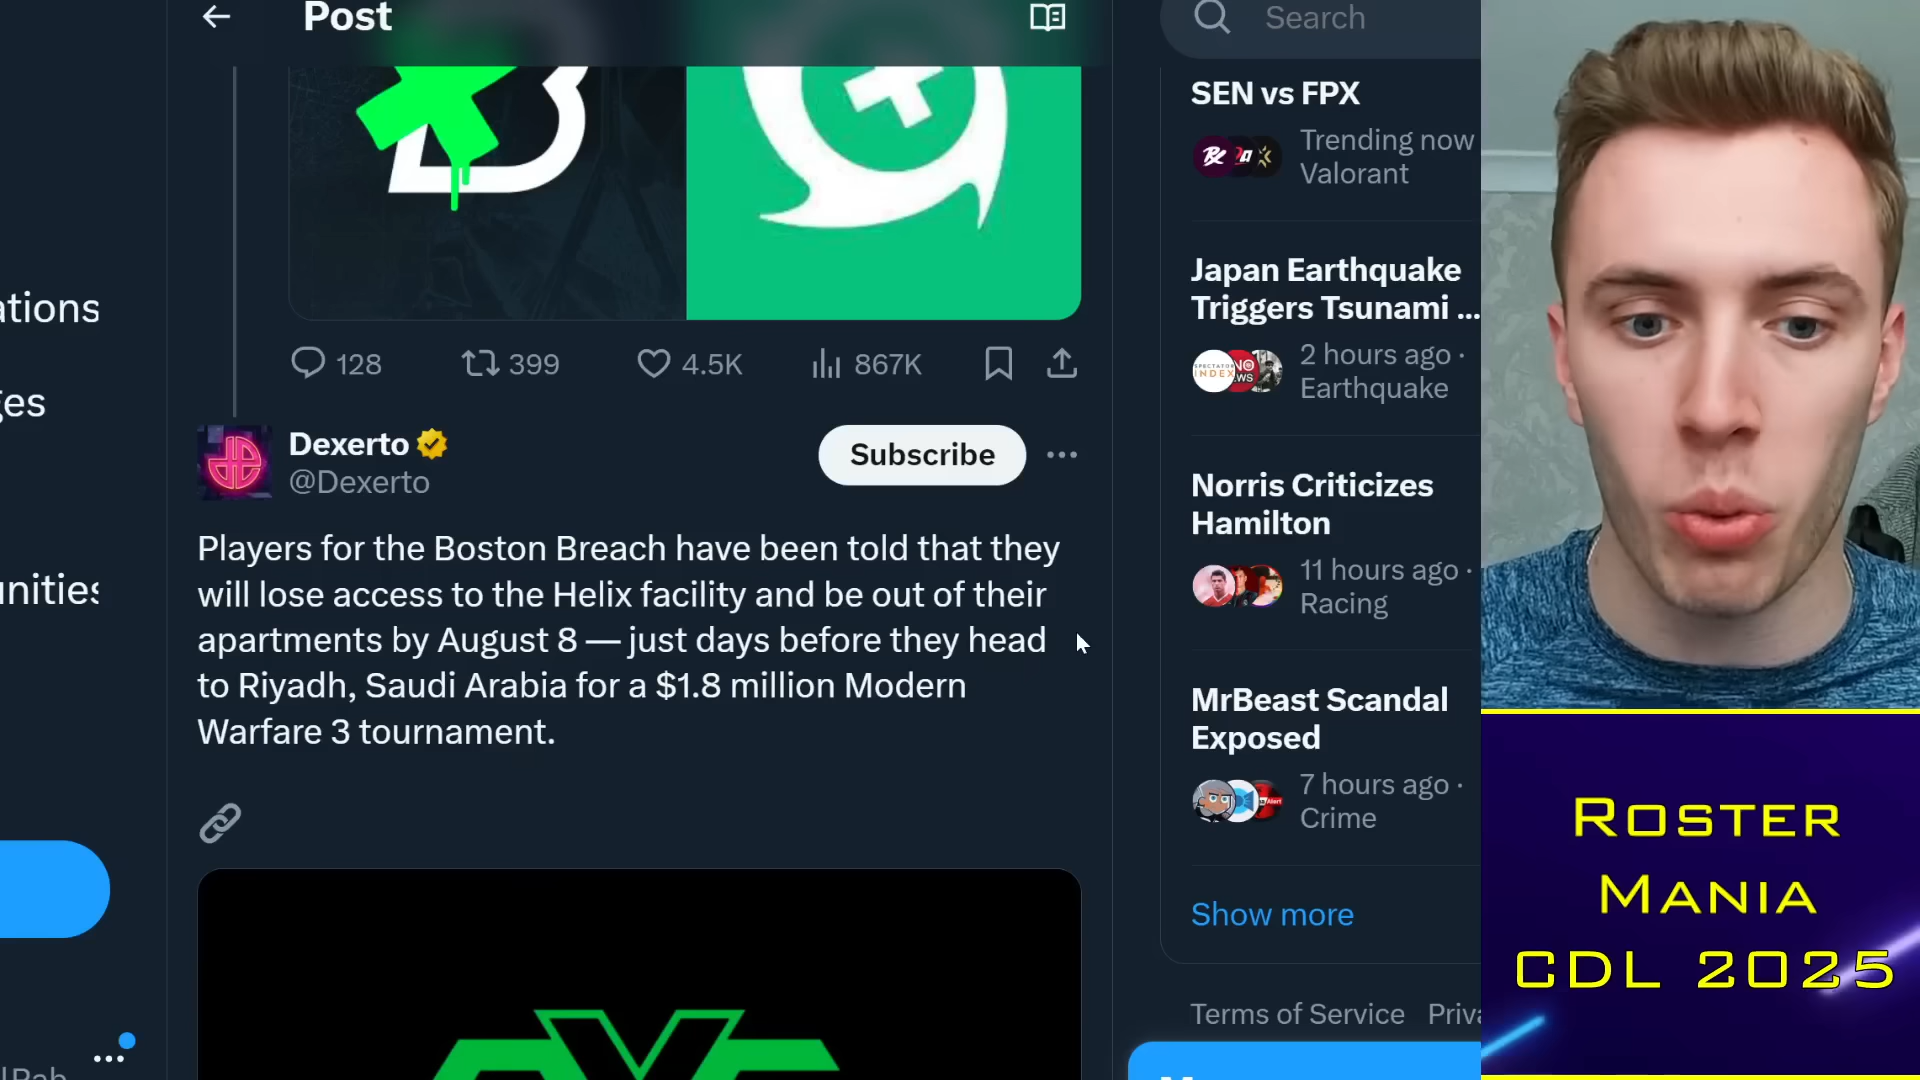 Post
Search
SEN vs FPX
Trending now
Valorant
ations
Japan Earthquake
Triggers Tsunami ...
2 hours ago ·
Earthquake
128
399
4.5K
867K
ges
Dexerto
@Dexerto
Subscribe
Norris Criticizes
Hamilton
11 hours ago ·
Racing
Players for the Boston Breach have been told that they
will lose access to the Helix facility and be out of their
apartments by August 8 — just days before they head
to Riyadh, Saudi Arabia for a $1.8 million Modern
Warfare 3 tournament.
unities
MrBeast Scandal
Exposed
7 hours ago ·
Crime
Show more
Terms of Service Priva
ROSTER
MANIA
CDL 2025